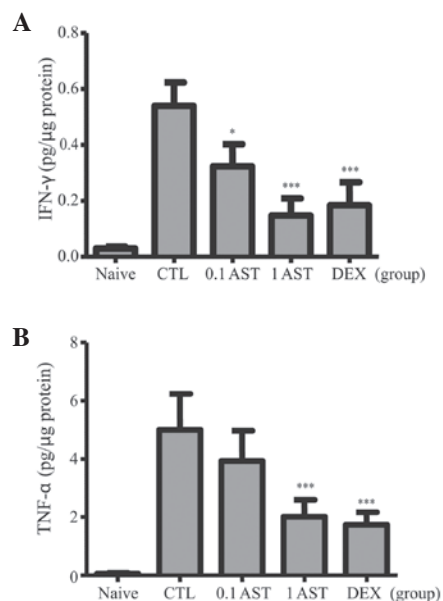 A
IFN-γ (pg/μg protein)
0.8
0.6
0.4
0.2
0.0
*
***
***
Naive CTL 0.1 AST 1 AST DEX (group)
B
TNF-α (pg/μg protein)
8
6
4
2
0
***
***
Naive CTL 0.1 AST 1 AST DEX (group)